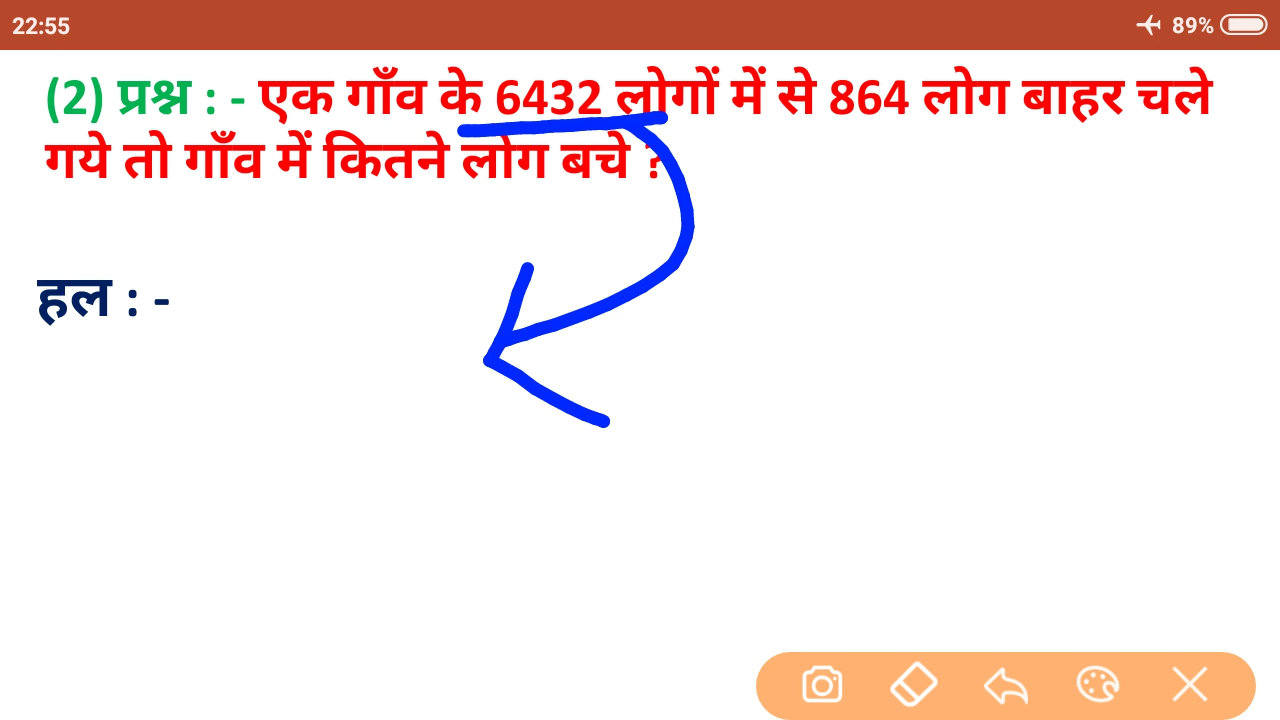 22:55
89%
(2) प्रश्न : - एक गाँव के 6432 लोगों में से 864 लोग बाहर चले
गये तो गाँव में कितने लोग बचे ?
हल : -